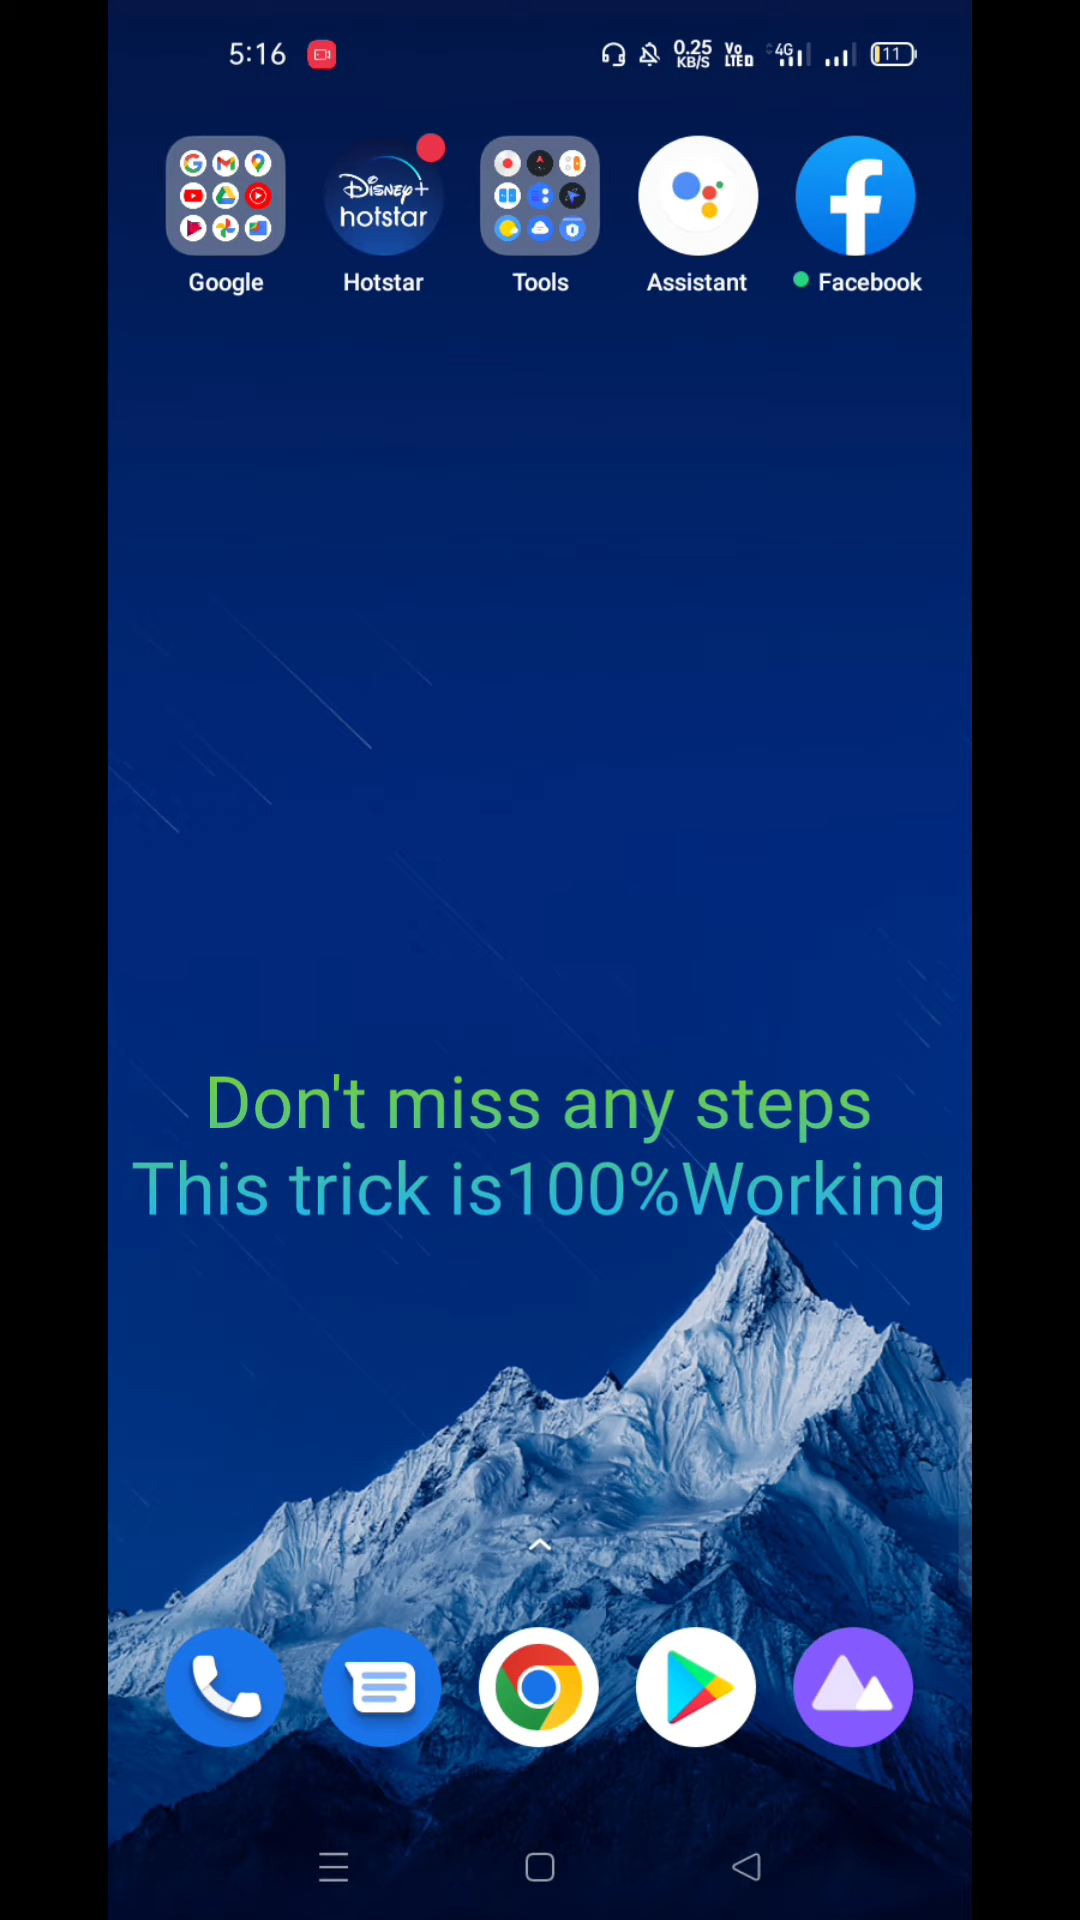 5:16
0.25
KB/S
Vo
LTE
4G
11
Disney+
hotstar
Google
Hotstar
Tools
Assistant
Facebook
Don't miss any steps
This trick is100%Working